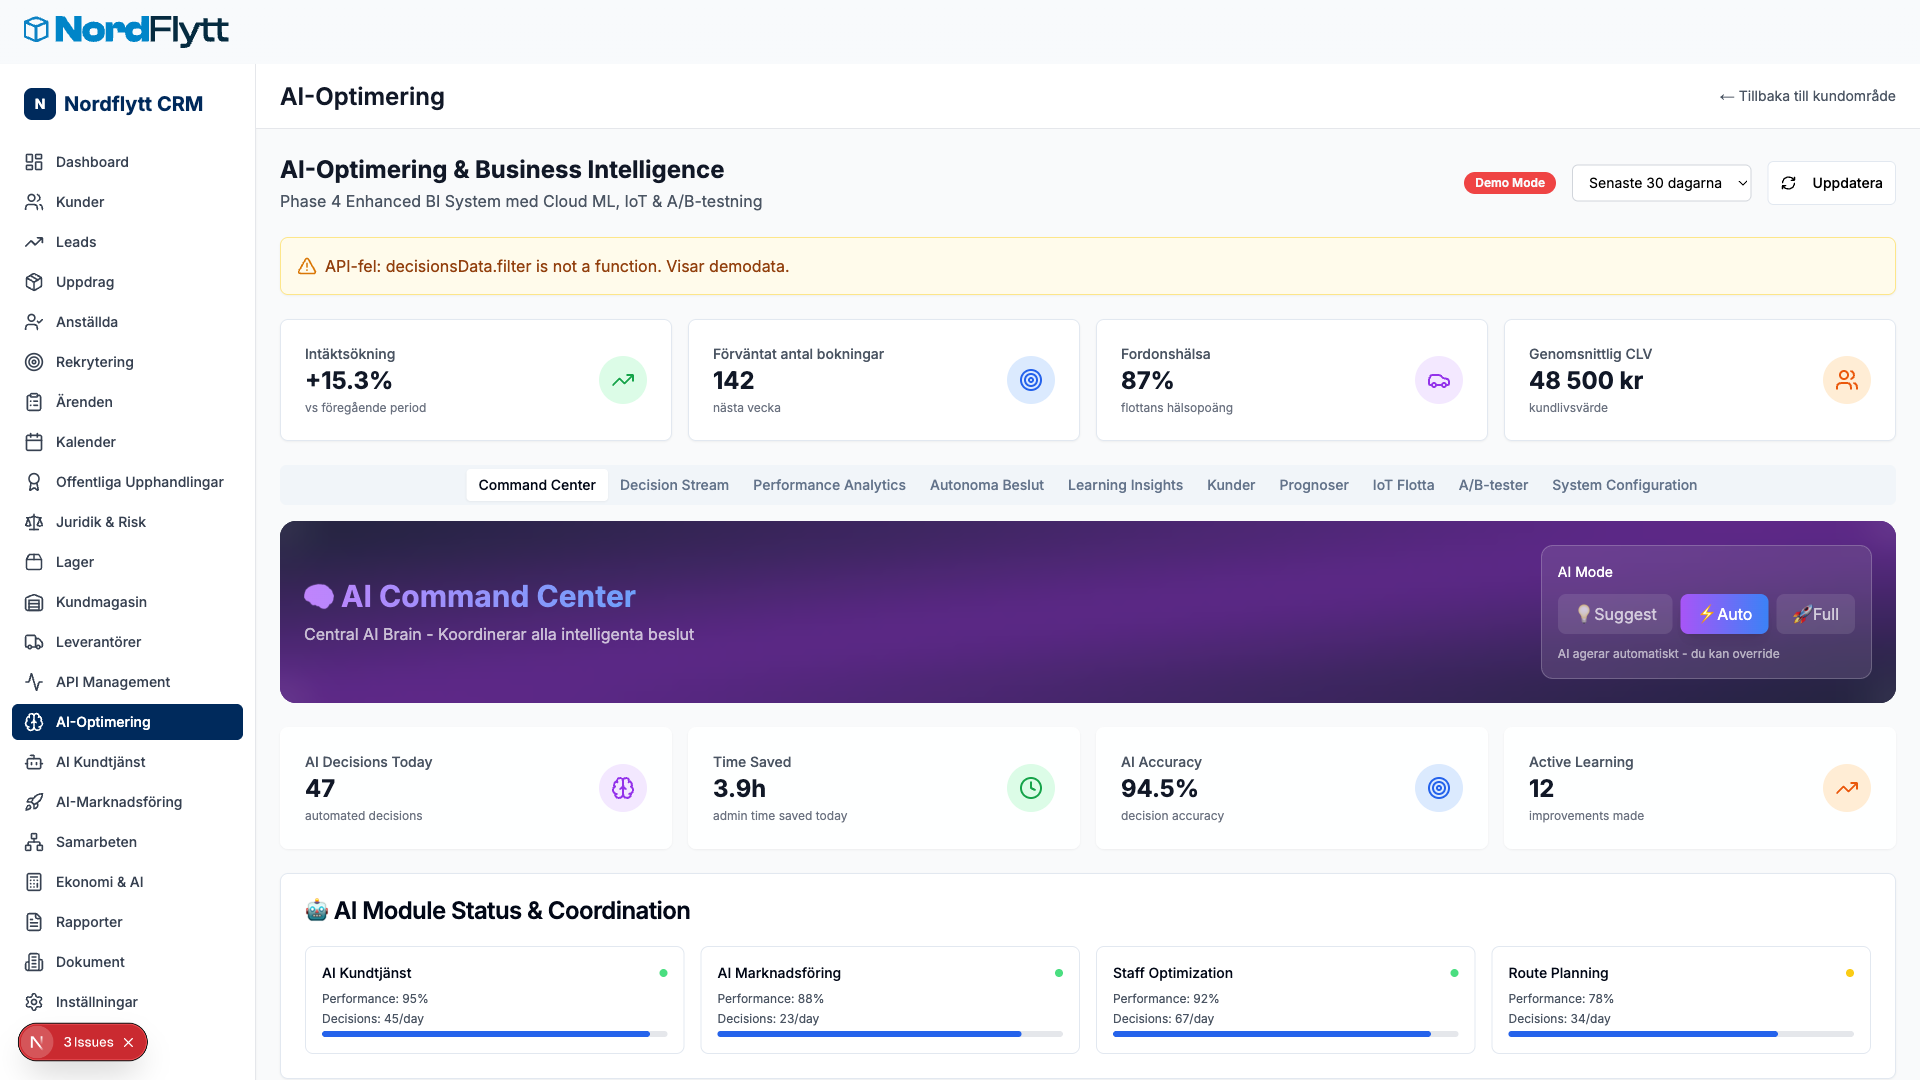 NordFlytt
N Nordflytt CRM
Dashboard
Kunder
Leads
Uppdrag
Anställda
Rekrytering
Ärenden
Kalender
Offentliga Upphandlingar
Juridik & Risk
Lager
Kundmagasin
Leverantörer
API Management
AI-Optimering
AI Kundtjänst
AI-Marknadsföring
Samarbeten
Ekonomi & AI
Rapporter
Dokument
Inställningar
N 3 Issues
AI-Optimering
← Tillbaka till kundområde
AI-Optimering & Business Intelligence
Phase 4 Enhanced BI System med Cloud ML, IoT & A/B-testning
Demo Mode
Senaste 30 dagarna
Uppdatera
API-fel: decisionsData.filter is not a function. Visar demodata.
Intäktsökning
+15.3%
vs föregående period
Förväntat antal bokningar
142
nästa vecka
Fordonshälsa
87%
flottans hälsopoäng
Genomsnittlig CLV
48 500 kr
kundlivsvärde
Command Center Decision Stream Performance Analytics Autonoma Beslut Learning Insights Kunder Prognoser IoT Flotta A/B-tester System Configuration
AI Command Center
Central AI Brain - Koordinerar alla intelligenta beslut
AI Mode
💡Suggest ⚡Auto 🚀Full
AI agerar automatiskt - du kan override
AI Decisions Today
47
automated decisions
Time Saved
3.9h
admin time saved today
AI Accuracy
94.5%
decision accuracy
Active Learning
12
improvements made
🤖 AI Module Status & Coordination
AI Kundtjänst
Performance: 95%
Decisions: 45/day
AI Marknadsföring
Performance: 88%
Decisions: 23/day
Staff Optimization
Performance: 92%
Decisions: 67/day
Route Planning
Performance: 78%
Decisions: 34/day